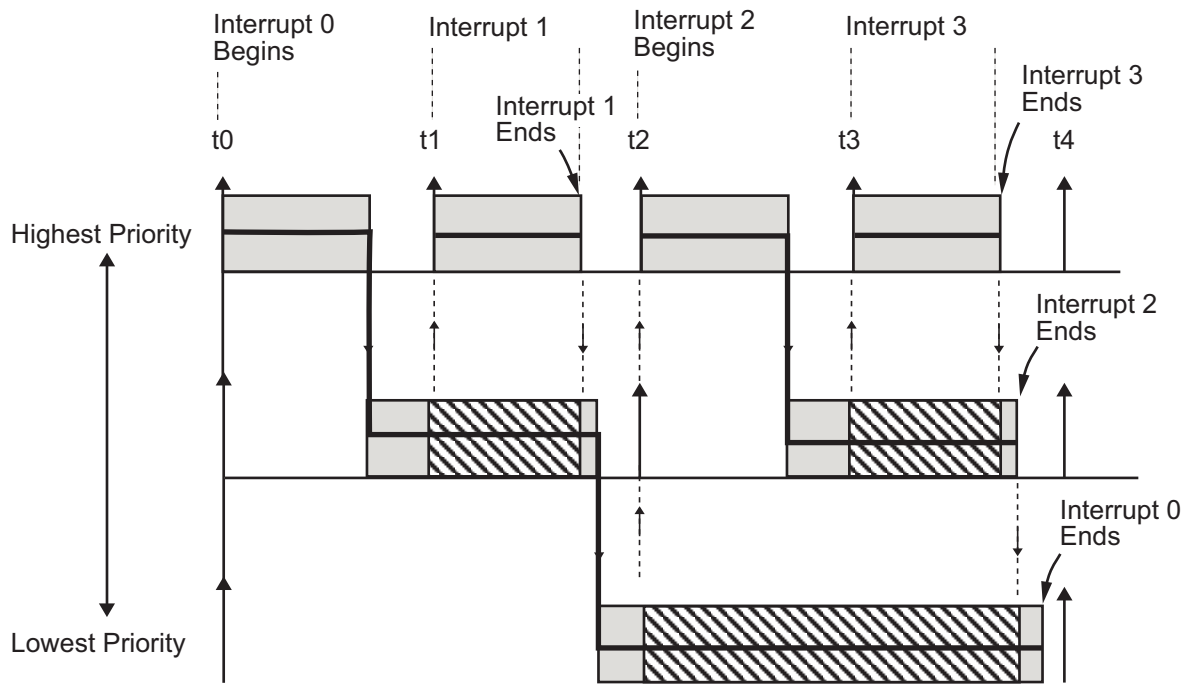 Interrupt 0
Begins
Interrupt 1
Interrupt 2
Begins
Interrupt 3
Interrupt 3
Ends
Interrupt 1
Ends
t0
t1
t2
t3
t4
Highest Priority
Interrupt 2
Ends
Interrupt 0
Ends
Lowest Priority